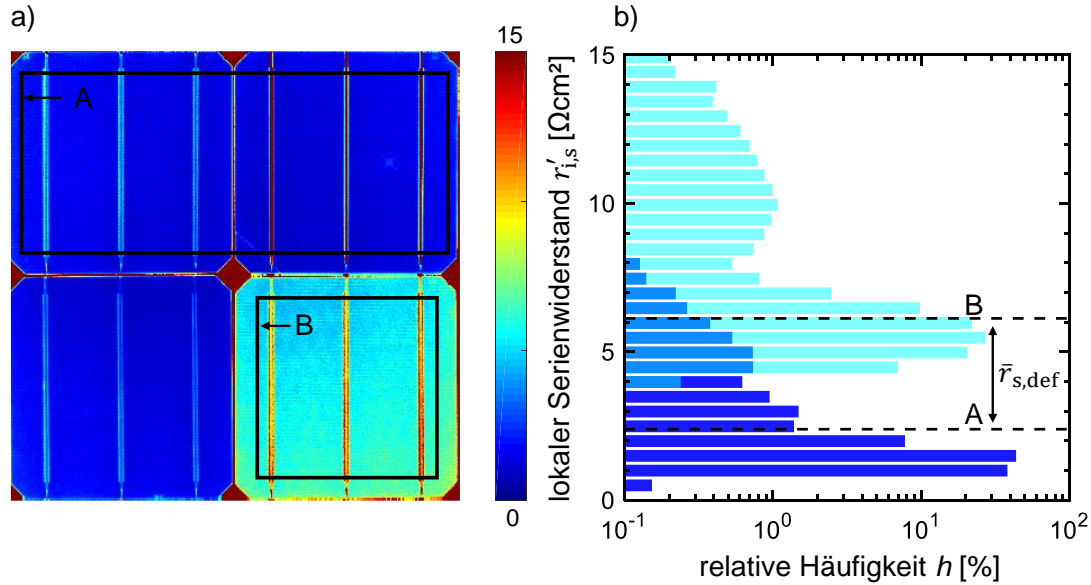 a)
15
A
B
0
lokaler Serienwiderstand r′i,s [Ωcm²]
b)
15
10
5
0
B
r̄s,def
A
10⁻¹ 10⁰ 10¹ 10²
relative Häufigkeit h [%]